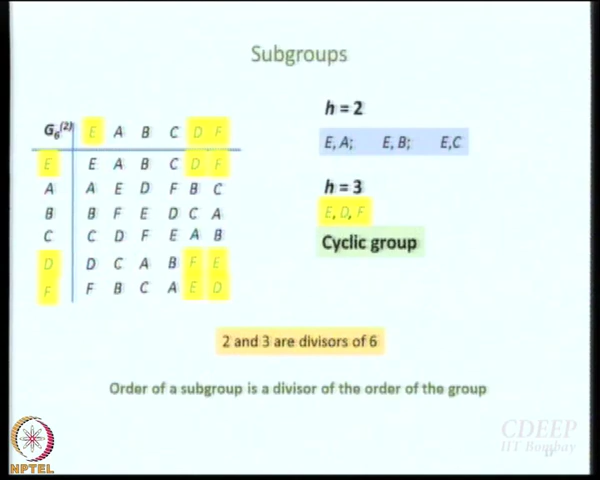 Subgroups
G6(2) E A B C D F
E E A B C D F
A A E D F B C
B B F E D C A
C C D F E A B
D D C A B F E
F F B C A E D
h = 2
E, A; E, B; E,C
h = 3
E, D, F
Cyclic group
2 and 3 are divisors of 6
Order of a subgroup is a divisor of the order of the group
NPTEL
CDEEP
IIT Bombay